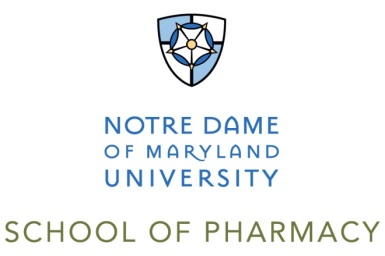 NOTRE DAME
OF MARYLAND
UNIVERSITY
SCHOOL OF PHARMACY